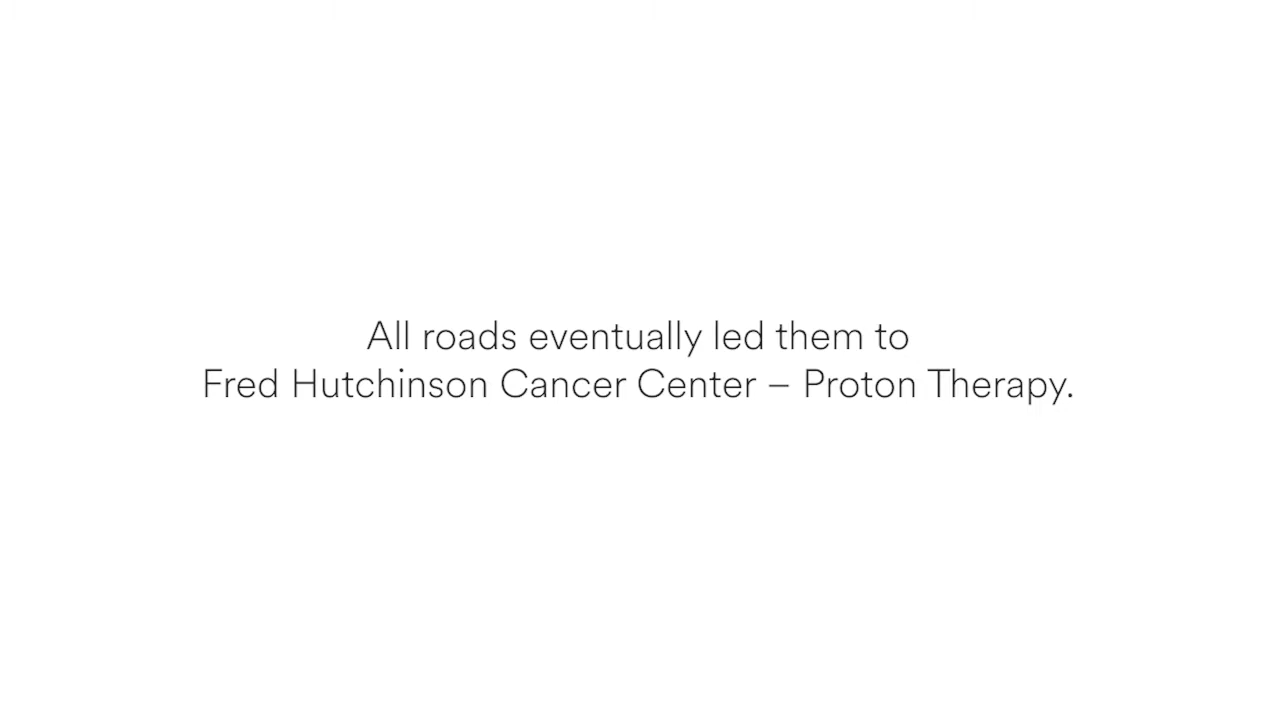 All roads eventually led them to
Fred Hutchinson Cancer Center – Proton Therapy.